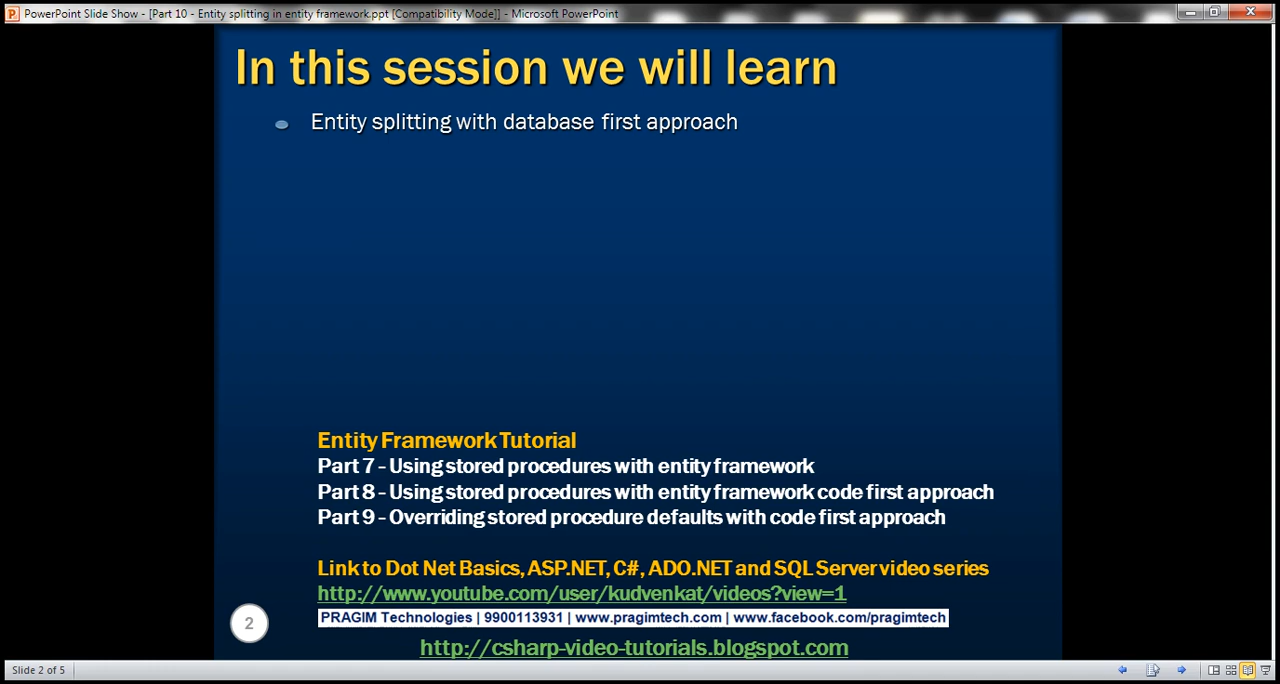 PowerPoint Slide Show - [Part 10 - Entity splitting in entity framework.ppt [Compatibility Mode]] - Microsoft PowerPoint
In this session we will learn
Entity splitting with database first approach
Entity Framework Tutorial
Part 7 - Using stored procedures with entity framework
Part 8 - Using stored procedures with entity framework code first approach
Part 9 - Overriding stored procedure defaults with code first approach
Link to Dot Net Basics, ASP.NET, C#, ADO.NET and SQL Server video series
http://www.youtube.com/user/kudvenkat/videos?view=1
PRAGIM Technologies | 9900113931 | www.pragimtech.com | www.facebook.com/pragimtech
2
http://csharp-video-tutorials.blogspot.com
Slide 2 of 5